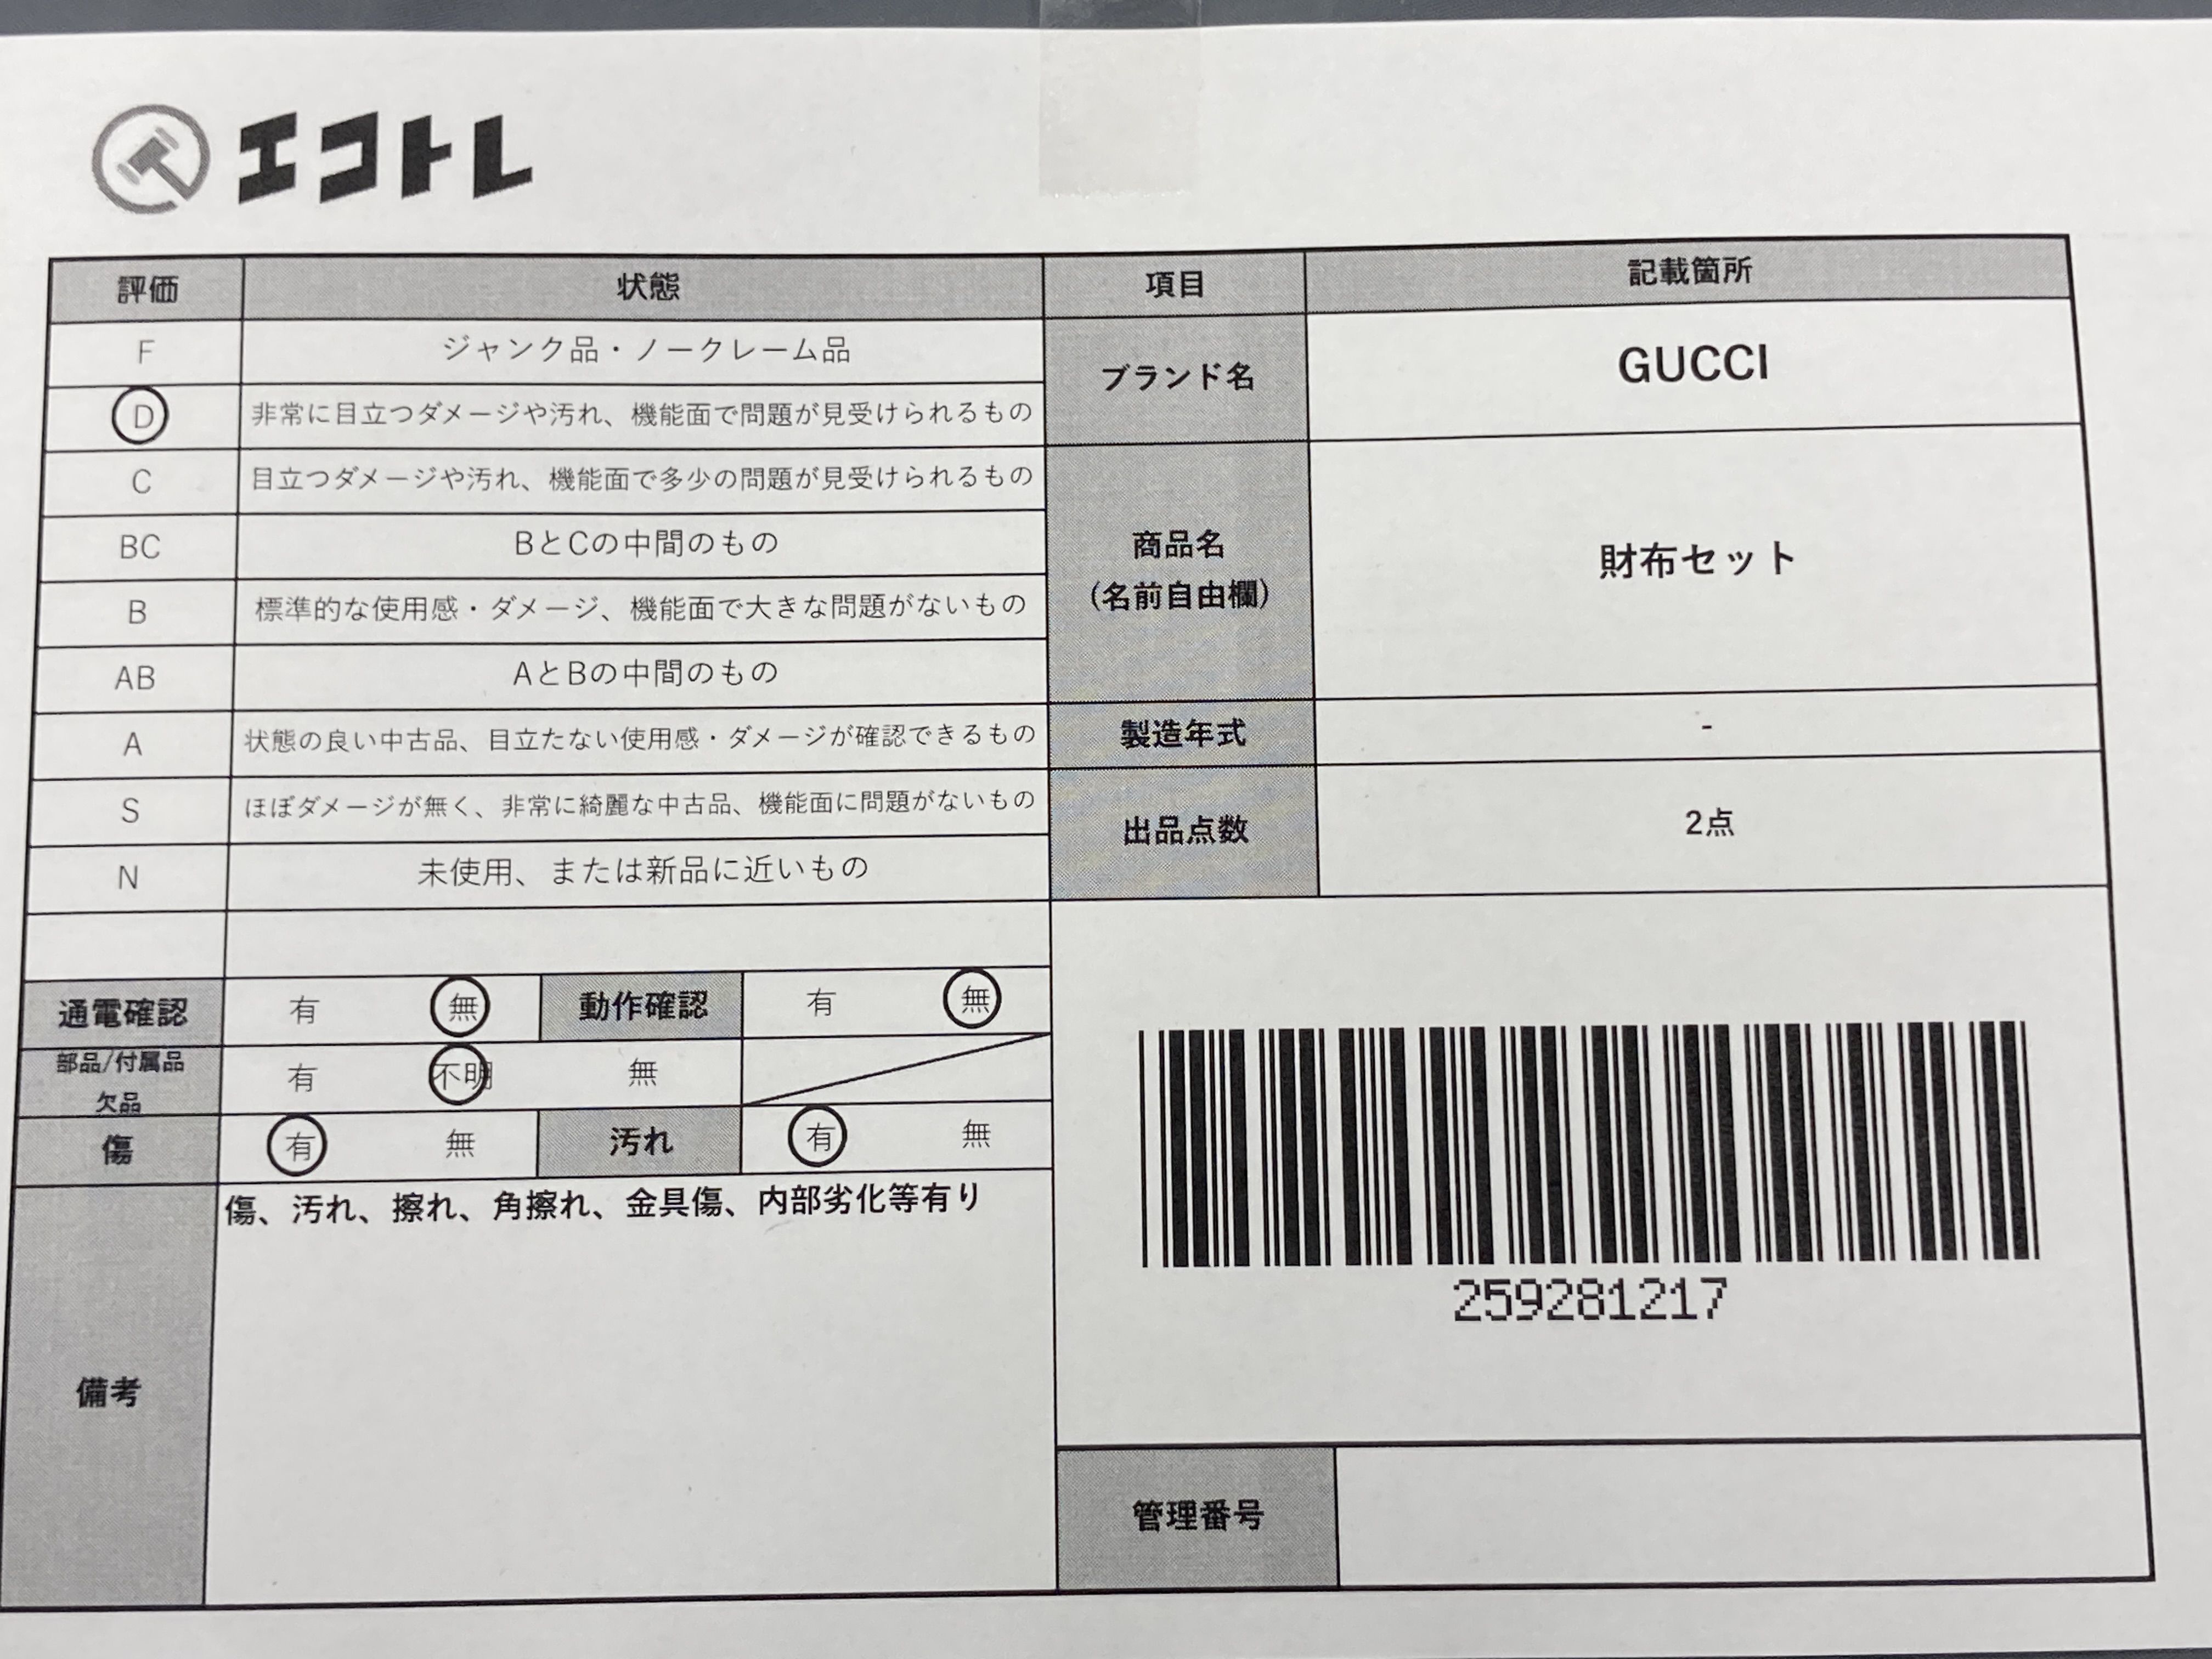 エコトレ
評価 状態 項目 記載箇所
F ジャンク品・ノークレーム品
D 非常に目立つダメージや汚れ、機能面で問題が見受けられるもの
C 目立つダメージや汚れ、機能面で多少の問題が見受けられるもの
BC BとCの中間のもの
B 標準的な使用感・ダメージ、機能面で大きな問題がないもの
AB AとBの中間のもの
A 状態の良い中古品、目立たない使用感・ダメージが確認できるもの
S ほぼダメージが無く、非常に綺麗な中古品、機能面に問題がないもの
N 未使用、または新品に近いもの
ブランド名 GUCCI
商品名
(名前自由欄)
財布セット
製造年式 -
出品点数 2点
通電確認 有 無 動作確認 有 無
部品/付属品
欠品
有 不明 無
傷 有 無 汚れ 有 無
備考
傷、汚れ、擦れ、角擦れ、金具傷、内部劣化等有り
259281217
管理番号